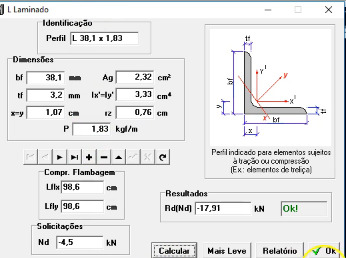 L Laminado
Identificação
Perfil L 38,1 x 1,83
Dimensões
bf 38,1 mm Ag 2,32 cm²
tf 3,2 mm Ix'=Iy' 3,33 cm⁴
x=y 1,07 cm rz 0,76 cm
P 1,83 kgf/m
Compr. Flambagem
Lflx 98,6 cm
Lfly 98,6 cm
Solicitações
Nd -4,5 kN
tf
Y'
y
bf
x'
tf
y
x
bf
x
Perfil indicado para elementos sujeitos
à tração ou compressão
(Ex.: elementos de treliça)
Resultados
Rd(Nd) -17,91 kN Ok!
Calcular Mais Leve Relatório Ok